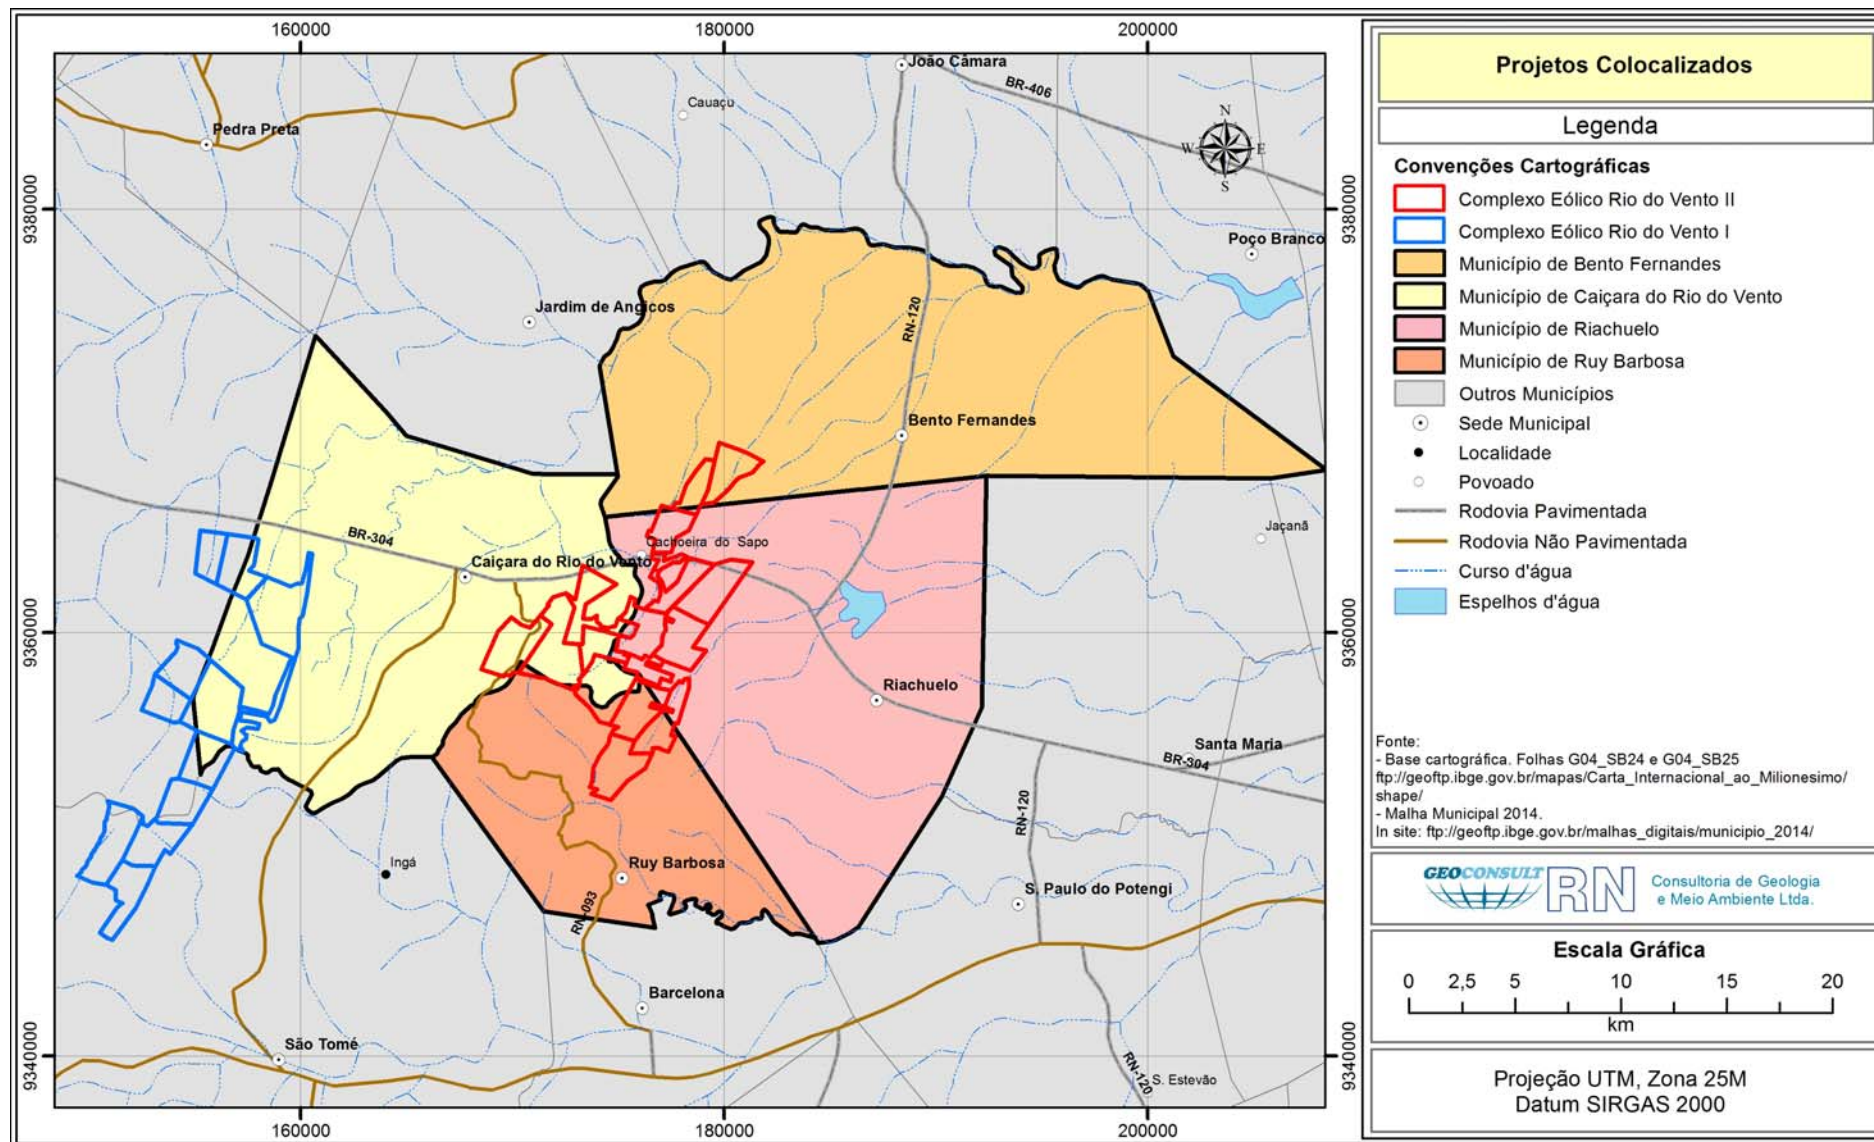 160000
180000
200000
João Câmara
BR-406
Cauaçu
Pedra Preta
N
W
E
S
9380000
9380000
Poço Branco
Jardim de Angicos
RN-120
Bento Fernandes
BR-304
Cachoeira do Sapo
Caiçara do Rio do Vento
Jaçanã
9360000
9360000
Riachuelo
Santa Maria
BR-304
RN-120
Ingá
Ruy Barbosa
S. Paulo do Potengi
RN-093
Barcelona
São Tomé
9340000
9340000
RN-120
S. Estevão
160000
180000
200000
Projetos Colocalizados
Legenda
Convenções Cartográficas
Complexo Eólico Rio do Vento II
Complexo Eólico Rio do Vento I
Município de Bento Fernandes
Município de Caiçara do Rio do Vento
Município de Riachuelo
Município de Ruy Barbosa
Outros Municípios
Sede Municipal
Localidade
Povoado
Rodovia Pavimentada
Rodovia Não Pavimentada
Curso d'água
Espelhos d'água
Fonte:
- Base cartográfica. Folhas G04_SB24 e G04_SB25
ftp://geoftp.ibge.gov.br/mapas/Carta_Internacional_ao_Milionesimo/
shape/
- Malha Municipal 2014.
In site: ftp://geoftp.ibge.gov.br/malhas_digitais/municipio_2014/
GEOCONSULT RN
Consultoria de Geologia
e Meio Ambiente Ltda.
Escala Gráfica
0 2,5 5 10 15 20
km
Projeção UTM, Zona 25M
Datum SIRGAS 2000